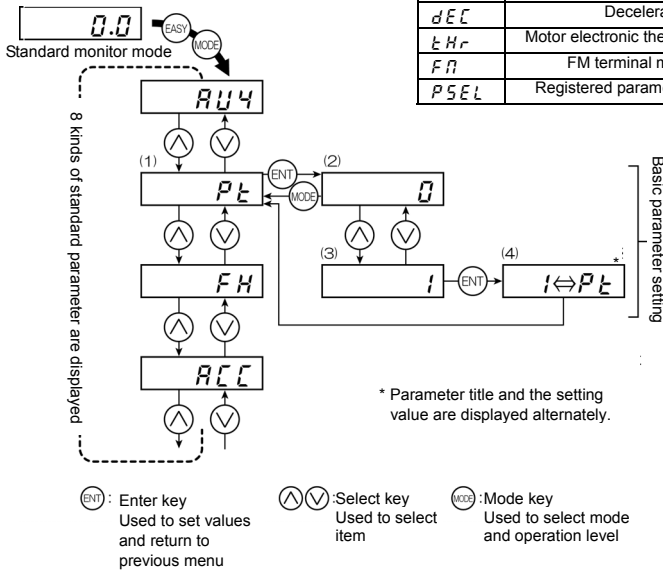 0.0
EASY
MODE
Standard monitor mode
dEC Decelera
tHr Motor electronic the
FM FM terminal m
PSEL Registered parame
8 kinds of standard parameter are displayed
AU4
(1)
Pt
ENT
MODE
(2)
0
(3)
1
ENT
(4)
1⇔Pt
*
FH
ACC
Basic parameter setting
* Parameter title and the setting
value are displayed alternately.
ENT : Enter key
Used to set values
and return to
previous menu
:Select key
Used to select
item
MODE :Mode key
Used to select mode
and operation level